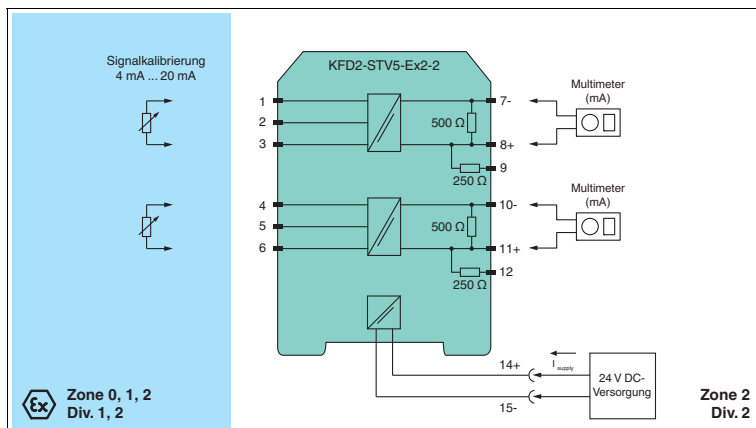 Signalkalibrierung
4 mA ... 20 mA
KFD2-STV5-Ex2-2
1
2
3
500 Ω
250 Ω
7-
8+
9
Multimeter
(mA)
4
5
6
500 Ω
250 Ω
10-
11+
12
Multimeter
(mA)
14+
15-
I supply
24 V DC-
Versorgung
Ex
Zone 0, 1, 2
Div. 1, 2
Zone 2
Div. 2